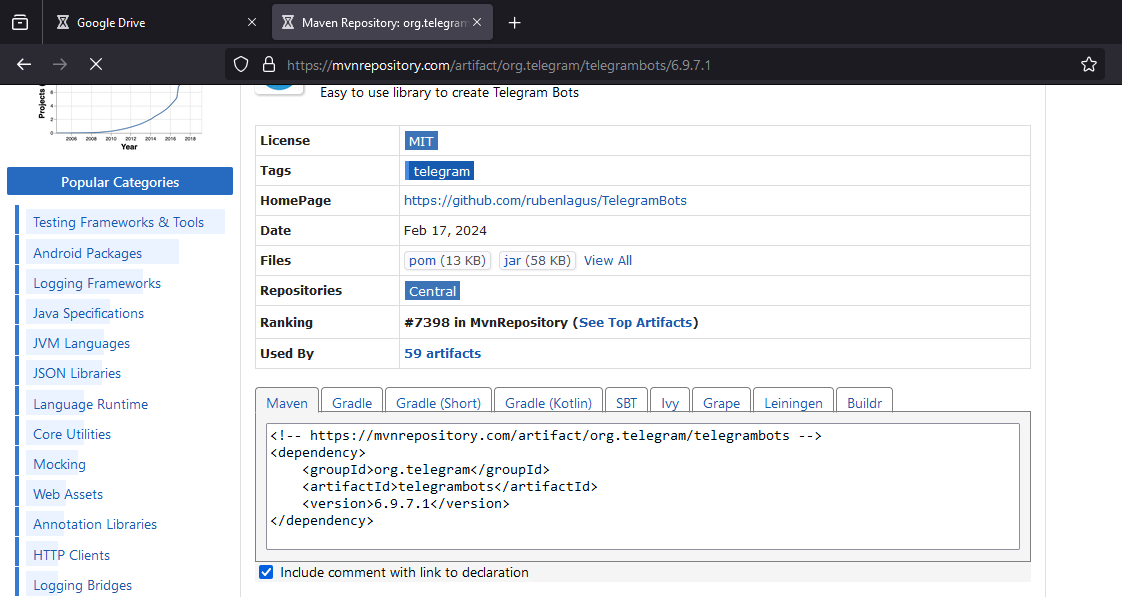 Google Drive
Maven Repository: org.telegram
https://mvnrepository.com/artifact/org.telegram/telegrambots/6.9.7.1
Projects
6
4
2
0
2006 2008 2010 2012 2014 2016 2018
Year
Popular Categories
Testing Frameworks & Tools
Android Packages
Logging Frameworks
Java Specifications
JVM Languages
JSON Libraries
Language Runtime
Core Utilities
Mocking
Web Assets
Annotation Libraries
HTTP Clients
Logging Bridges
Easy to use library to create Telegram Bots
License MIT
Tags telegram
HomePage https://github.com/rubenlagus/TelegramBots
Date Feb 17, 2024
Files pom (13 KB) jar (58 KB) View All
Repositories Central
Ranking #7398 in MvnRepository (See Top Artifacts)
Used By 59 artifacts
Maven Gradle Gradle (Short) Gradle (Kotlin) SBT Ivy Grape Leiningen Buildr
<!-- https://mvnrepository.com/artifact/org.telegram/telegrambots -->
<dependency>
    <groupId>org.telegram</groupId>
    <artifactId>telegrambots</artifactId>
    <version>6.9.7.1</version>
</dependency>
Include comment with link to declaration